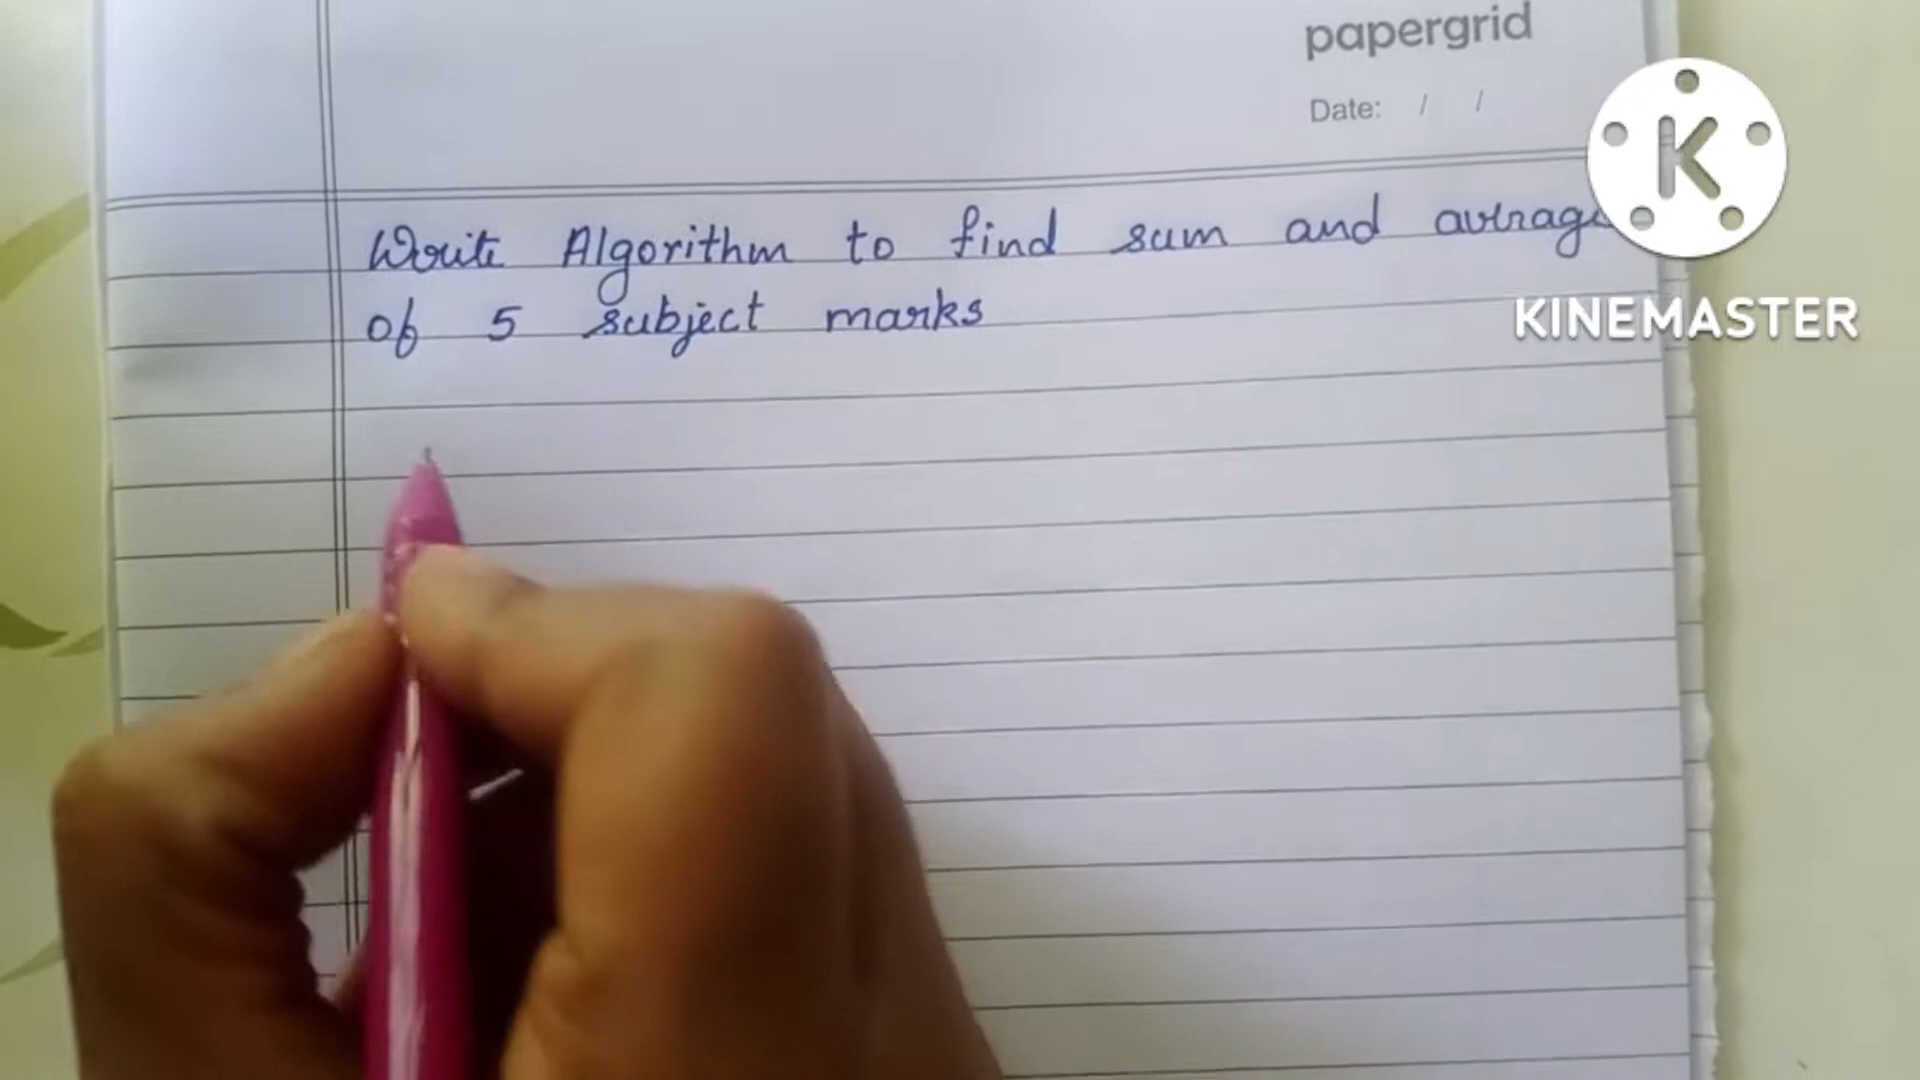 papergrid
Date: / /
Write Algorithm to find sum and average
of 5 subject marks
K
KINEMASTER